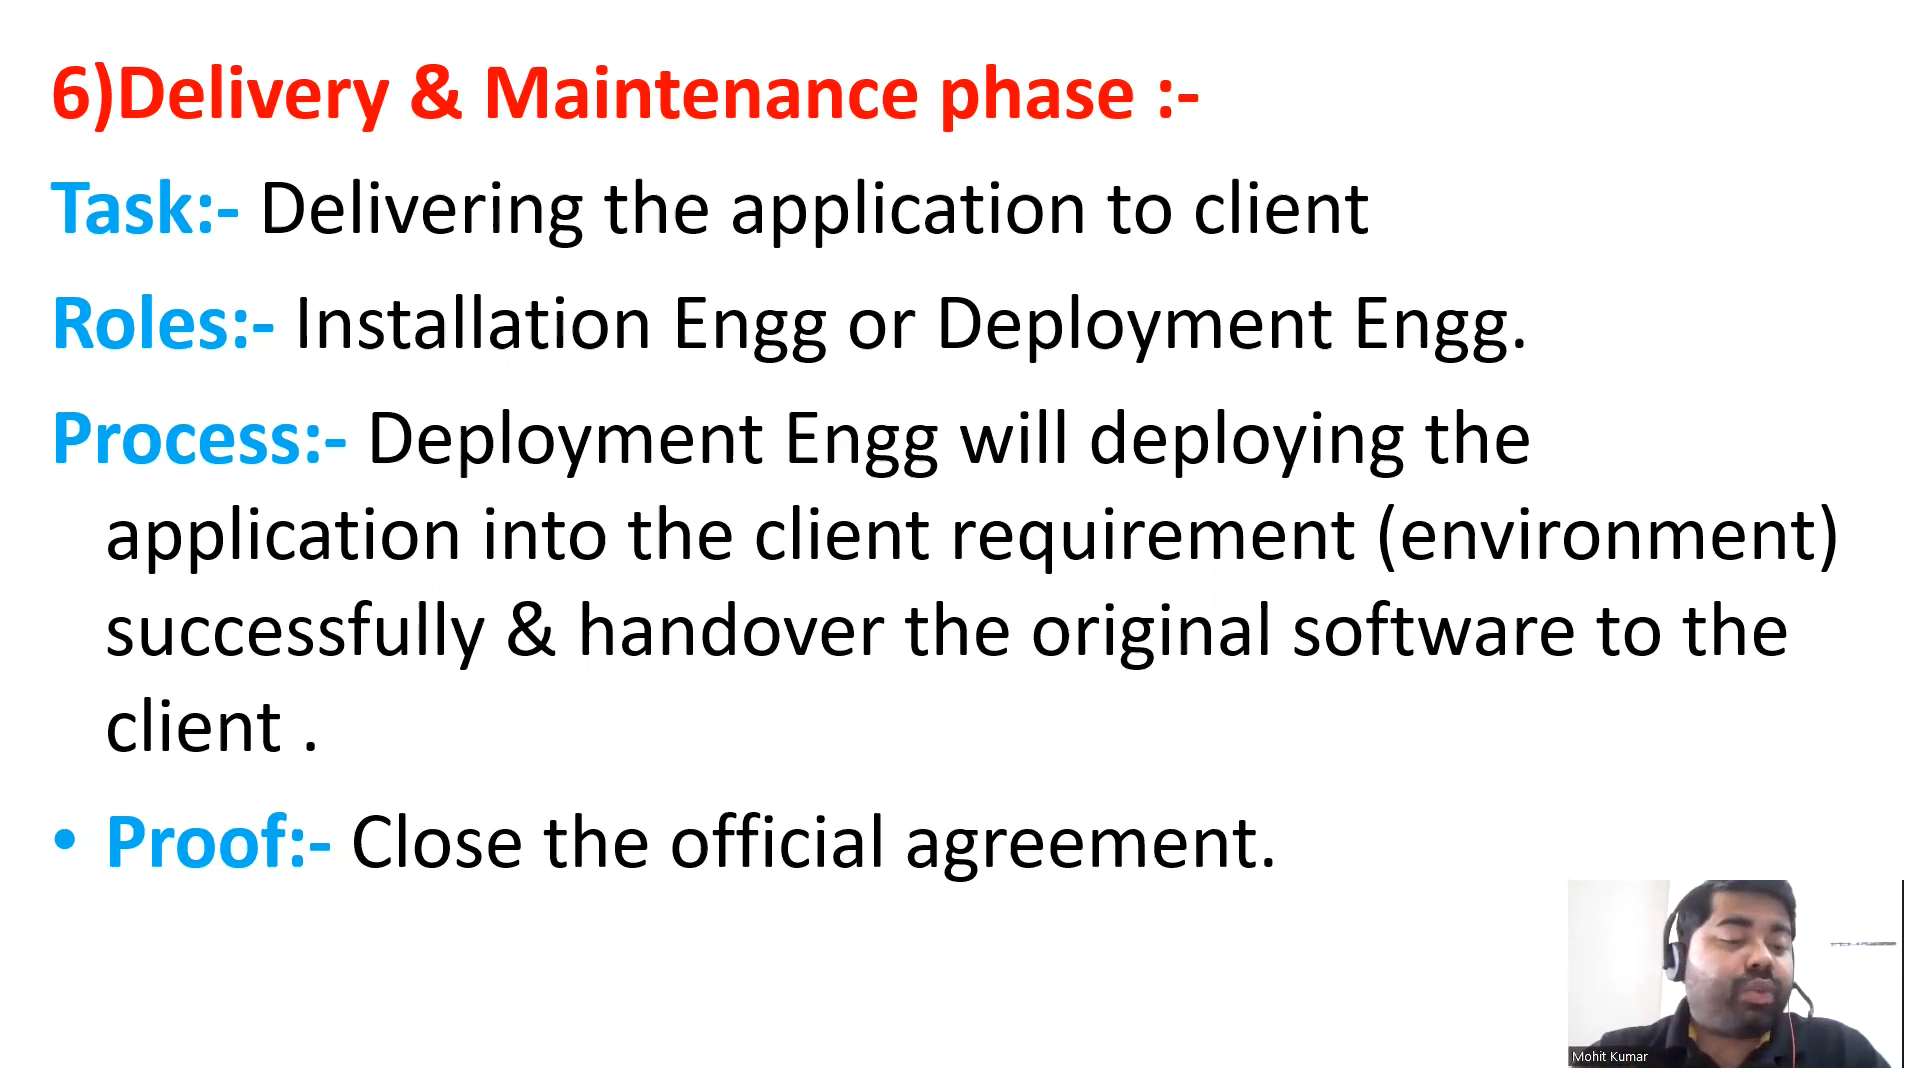 6)Delivery & Maintenance phase :-
Task:- Delivering the application to client
Roles:- Installation Engg or Deployment Engg.
Process:- Deployment Engg will deploying the
application into the client requirement (environment)
successfully & handover the original software to the
client .
• Proof:- Close the official agreement.
Mohit Kumar